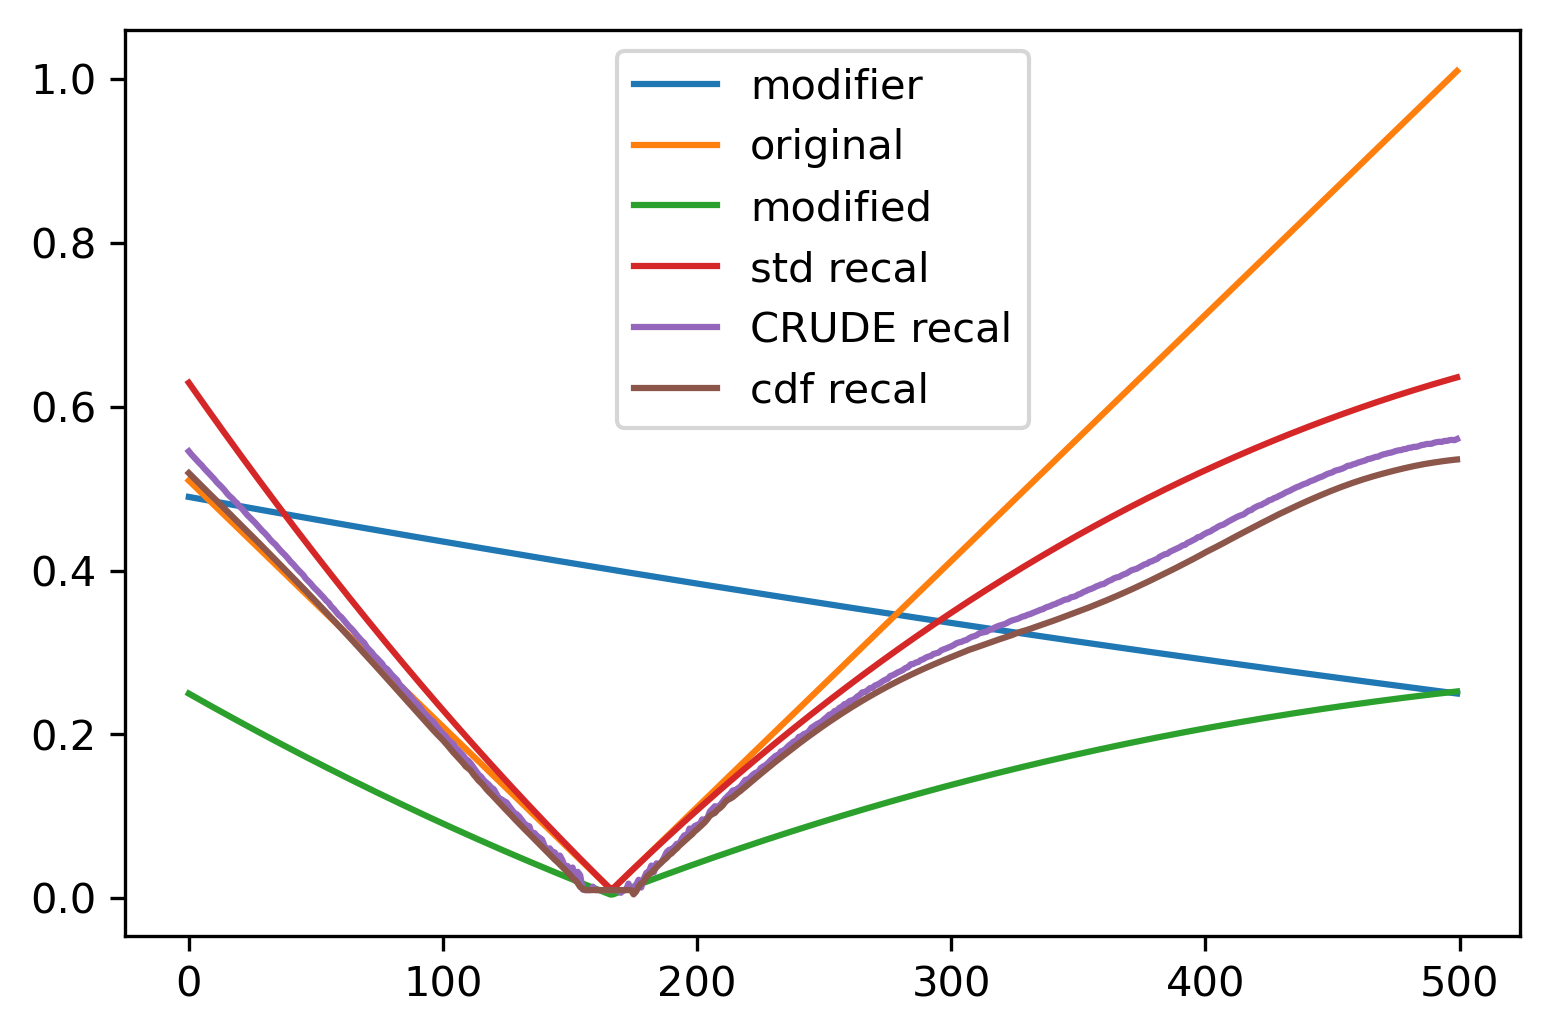 1.0
0.8
0.6
0.4
0.2
0.0
modifier
original
modified
std recal
CRUDE recal
cdf recal
0 100 200 300 400 500